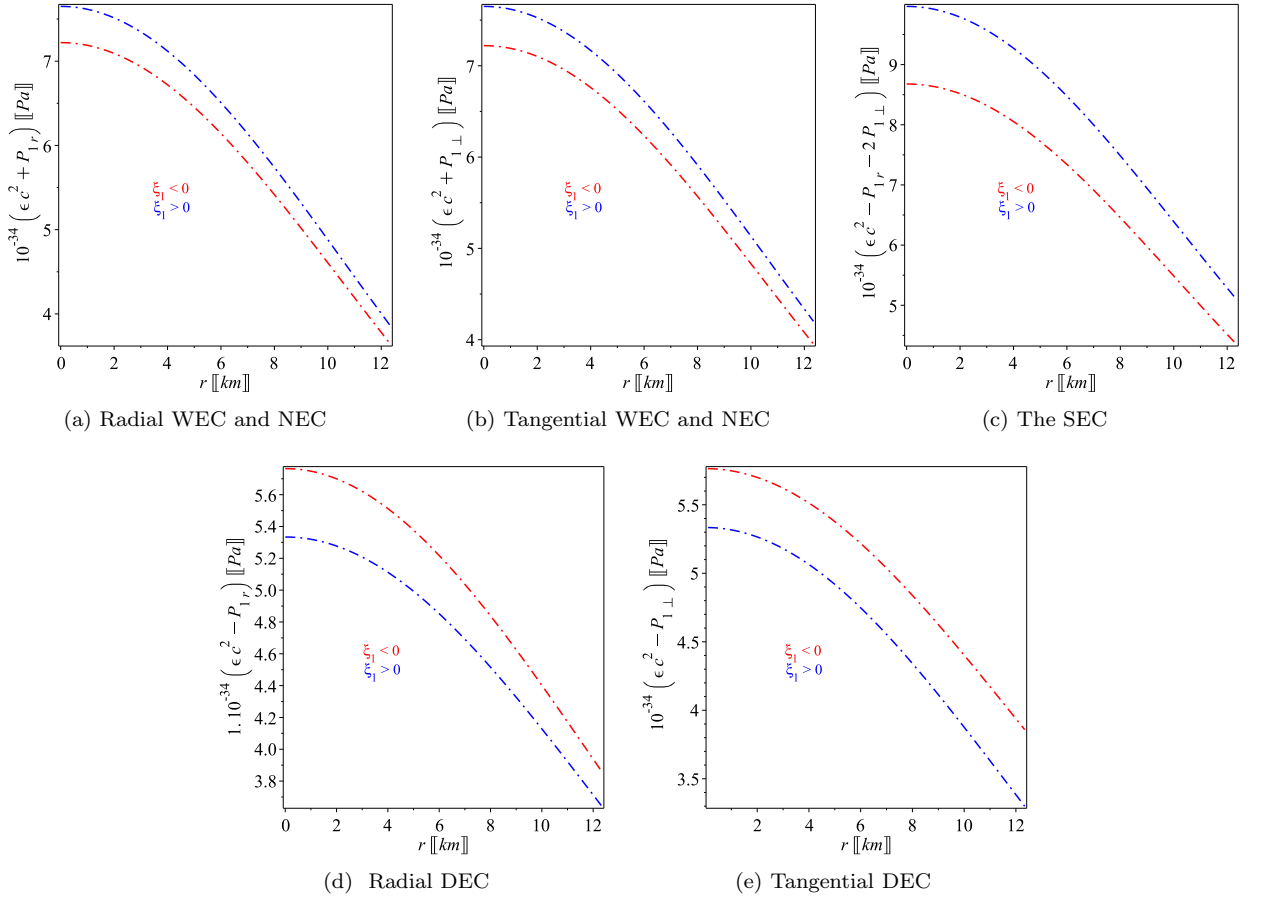 10^-34 ( ϵ c^2 + P_1 r ) [[Pa]]
7
6
5
4
ξ_1 < 0
ξ_1 > 0
0 2 4 6 8 10 12
r [[km]]
(a) Radial WEC and NEC
10^-34 ( ϵ c^2 + P_1 ⊥ ) [[Pa]]
7
6
5
4
ξ_1 < 0
ξ_1 > 0
0 2 4 6 8 10 12
r [[km]]
(b) Tangential WEC and NEC
10^-34 ( ϵ c^2 − P_1 r − 2 P_1 ⊥ ) [[Pa]]
9
8
7
6
5
ξ_1 < 0
ξ_1 > 0
0 2 4 6 8 10 12
r [[km]]
(c) The SEC
1. 10^-34 ( ϵ c^2 − P_1 r ) [[Pa]]
5.6
5.4
5.2
5.0
4.8
4.6
4.4
4.2
4.0
3.8
ξ_1 < 0
ξ_1 > 0
0 2 4 6 8 10 12
r [[km]]
(d) Radial DEC
10^-34 ( ϵ c^2 − P_1 ⊥ ) [[Pa]]
5.5
5
4.5
4
3.5
ξ_1 < 0
ξ_1 > 0
2 4 6 8 10 12
r [[km]]
(e) Tangential DEC